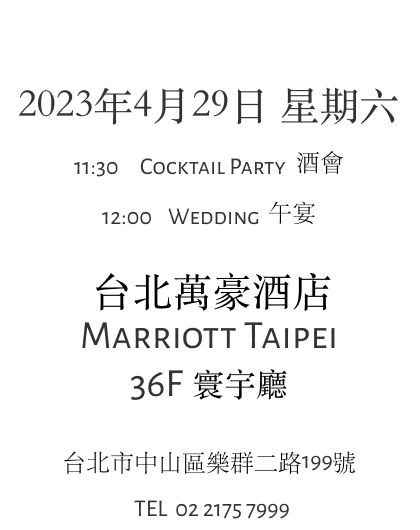 2023年4月29日 星期六
11:30 Cocktail Party 酒會
12:00 Wedding 午宴
台北萬豪酒店
Marriott Taipei
36F 寰宇廳
台北市中山區樂群二路199號
TEL 02 2175 7999